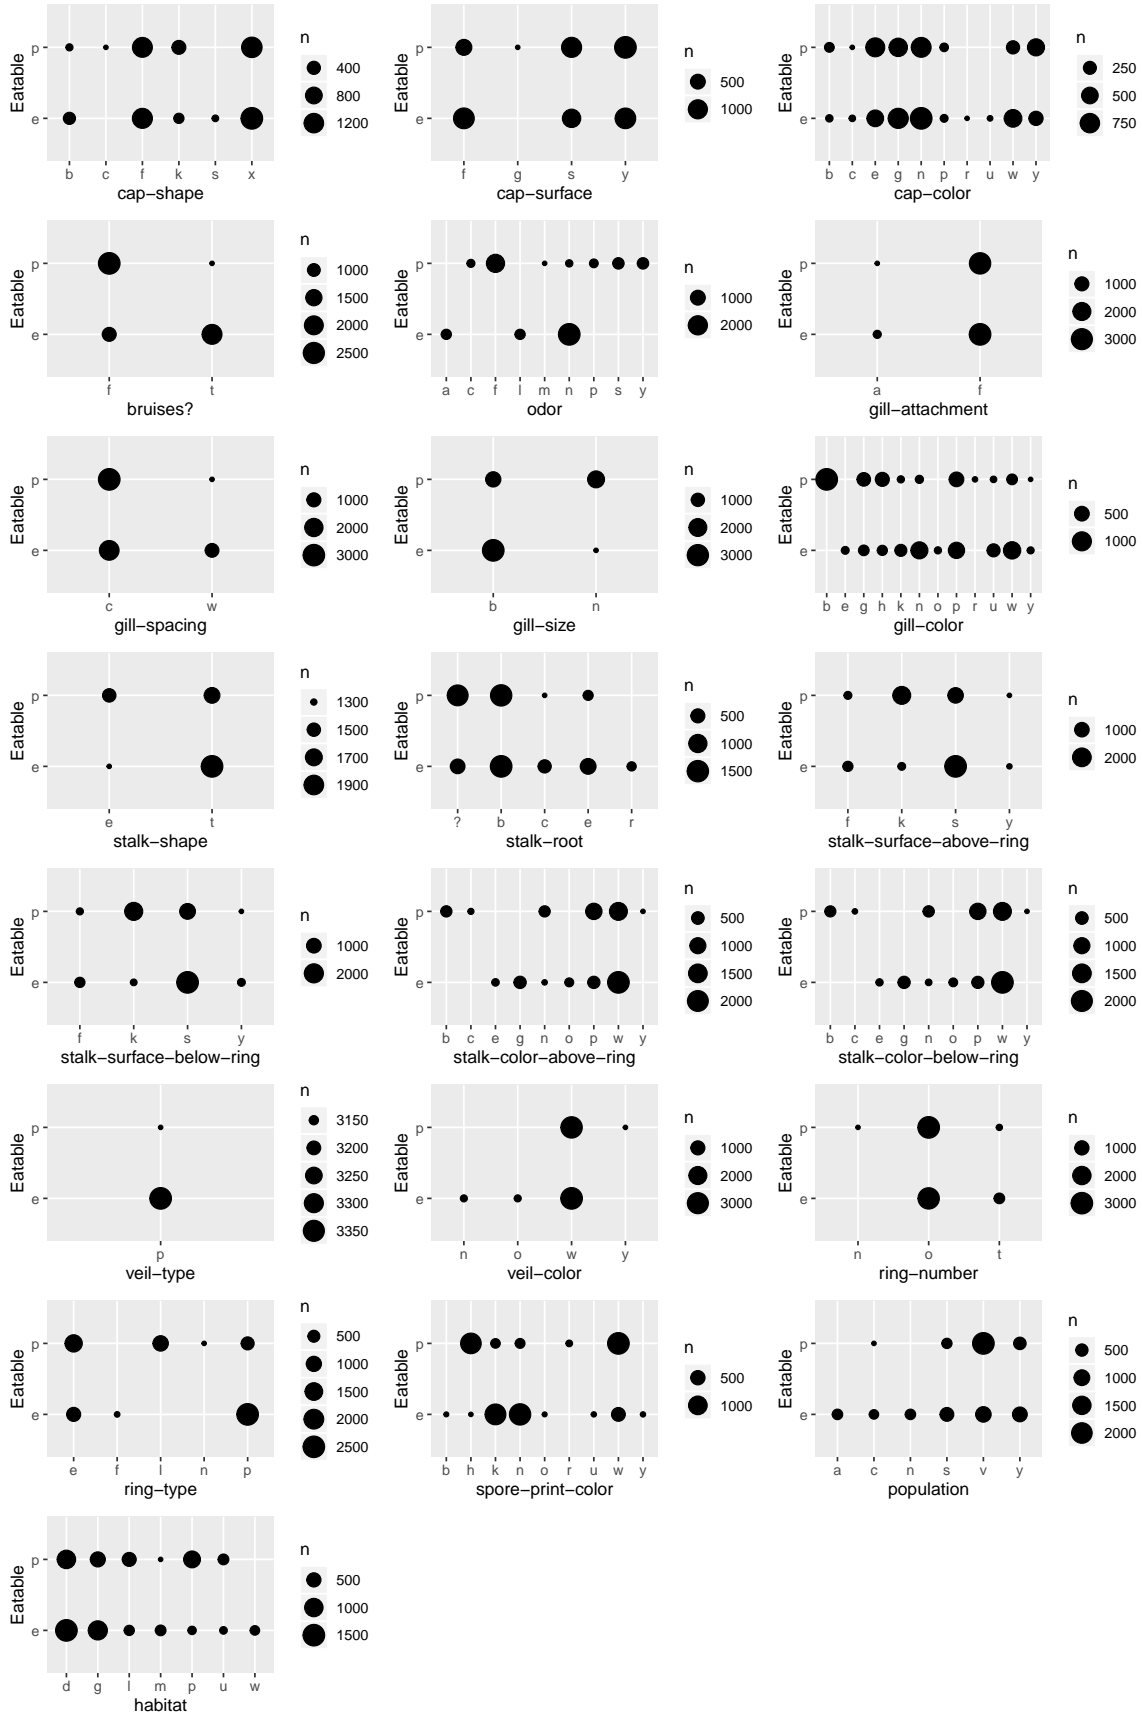 Eatable
p
e
b c f k s x
cap−shape
n
400
800
1200
Eatable
p
e
f g s y
cap−surface
n
500
1000
Eatable
p
e
b c e g n p r u w y
cap−color
n
250
500
750
Eatable
p
e
f t
bruises?
n
1000
1500
2000
2500
Eatable
p
e
a c f l m n p s y
odor
n
1000
2000
Eatable
p
e
a f
gill−attachment
n
1000
2000
3000
Eatable
p
e
c w
gill−spacing
n
1000
2000
3000
Eatable
p
e
b n
gill−size
n
1000
2000
3000
Eatable
p
e
b e g h k n o p r u w y
gill−color
n
500
1000
Eatable
p
e
e t
stalk−shape
n
1300
1500
1700
1900
Eatable
p
e
? b c e r
stalk−root
n
500
1000
1500
Eatable
p
e
f k s y
stalk−surface−above−ring
n
1000
2000
Eatable
p
e
f k s y
stalk−surface−below−ring
n
1000
2000
Eatable
p
e
b c e g n o p w y
stalk−color−above−ring
n
500
1000
1500
2000
Eatable
p
e
b c e g n o p w y
stalk−color−below−ring
n
500
1000
1500
2000
Eatable
p
e
p
veil−type
n
3150
3200
3250
3300
3350
Eatable
p
e
n o w y
veil−color
n
1000
2000
3000
Eatable
p
e
n o t
ring−number
n
1000
2000
3000
Eatable
p
e
e f l n p
ring−type
n
500
1000
1500
2000
2500
Eatable
p
e
b h k n o r u w y
spore−print−color
n
500
1000
Eatable
p
e
a c n s v y
population
n
500
1000
1500
2000
Eatable
p
e
d g l m p u w
habitat
n
500
1000
1500